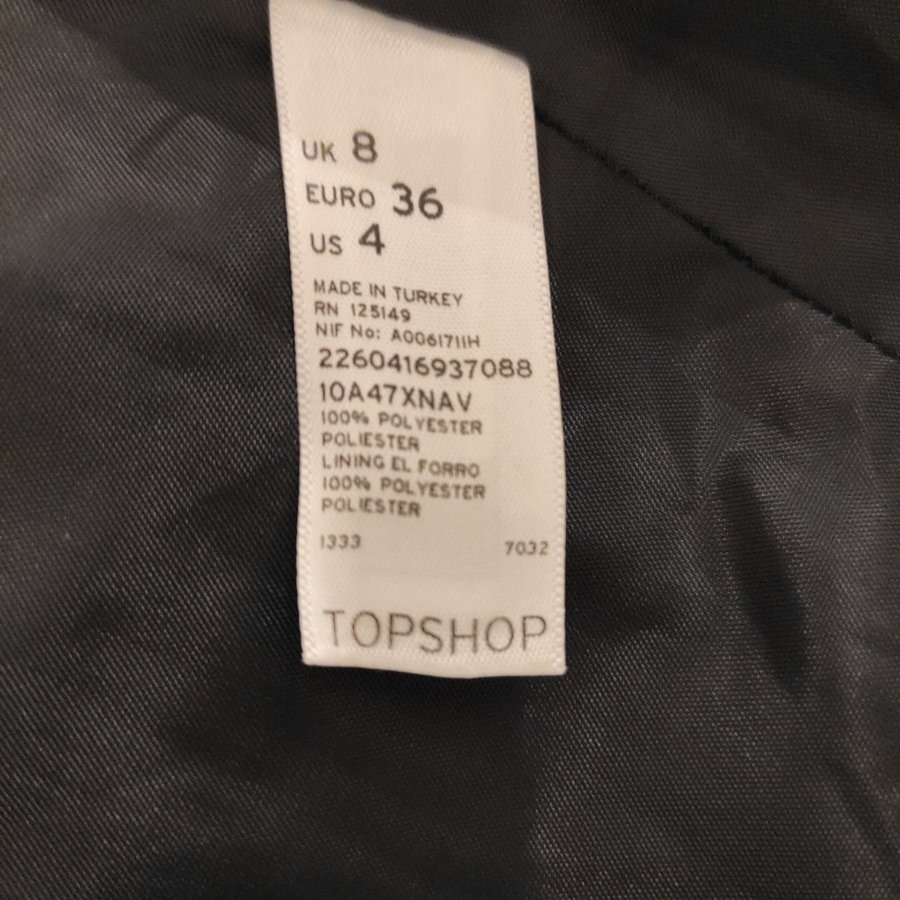 UK 8
EURO 36
US 4
MADE IN TURKEY
RN 125149
NIF No: A0061711H
2260416937088
10A47XNAV
100% POLYESTER
POLIESTER
LINING EL FORRO
100% POLYESTER
POLIESTER
1333 7032
TOPSHOP